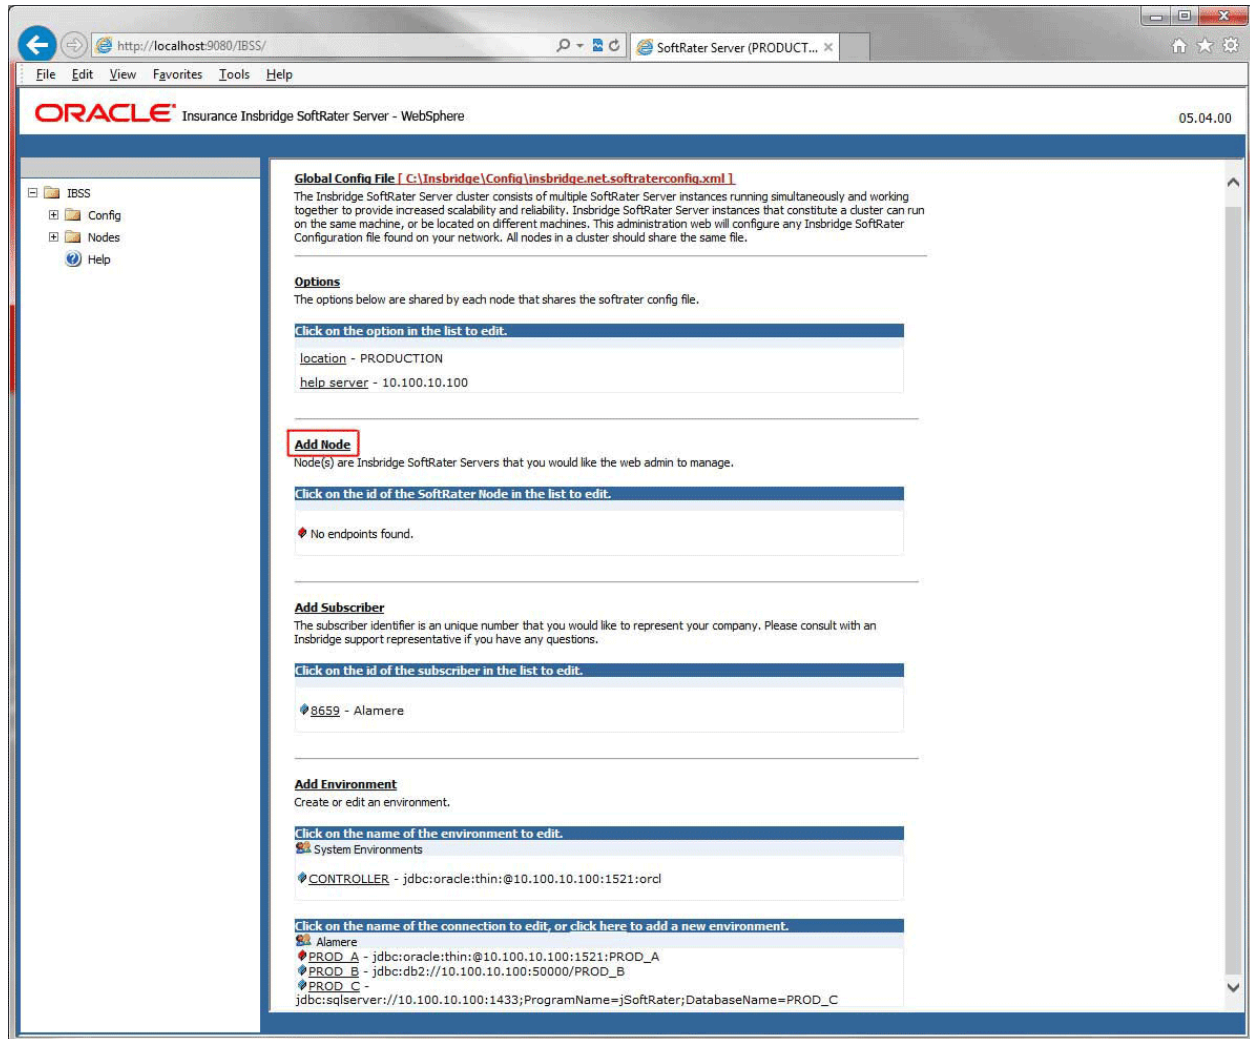 http://localhost:9080/IBSS/
SoftRater Server (PRODUCT...
File Edit View Favorites Tools Help
ORACLE Insurance Insbridge SoftRater Server - WebSphere
05.04.00
IBSS
Config
Nodes
Help
Global Config File [ C:\Insbridge\Config\insbridge.net.softraterconfig.xml ]
The Insbridge SoftRater Server cluster consists of multiple SoftRater Server instances running simultaneously and working
together to provide increased scalability and reliability. Insbridge SoftRater Server instances that constitute a cluster can run
on the same machine, or be located on different machines. This administration web will configure any Insbridge SoftRater
Configuration file found on your network. All nodes in a cluster should share the same file.
Options
The options below are shared by each node that shares the softrater config file.
Click on the option in the list to edit.
location - PRODUCTION
help server - 10.100.10.100
Add Node
Node(s) are Insbridge SoftRater Servers that you would like the web admin to manage.
Click on the id of the SoftRater Node in the list to edit.
No endpoints found.
Add Subscriber
The subscriber identifier is an unique number that you would like to represent your company. Please consult with an
Insbridge support representative if you have any questions.
Click on the id of the subscriber in the list to edit.
8659 - Alamere
Add Environment
Create or edit an environment.
Click on the name of the environment to edit.
System Environments
CONTROLLER - jdbc:oracle:thin:@10.100.10.100:1521:orcl
Click on the name of the connection to edit, or click here to add a new environment.
Alamere
PROD_A - jdbc:oracle:thin:@10.100.10.100:1521:PROD_A
PROD_B - jdbc:db2://10.100.10.100:50000/PROD_B
PROD_C -
jdbc:sqlserver://10.100.10.100:1433;ProgramName=jSoftRater;DatabaseName=PROD_C